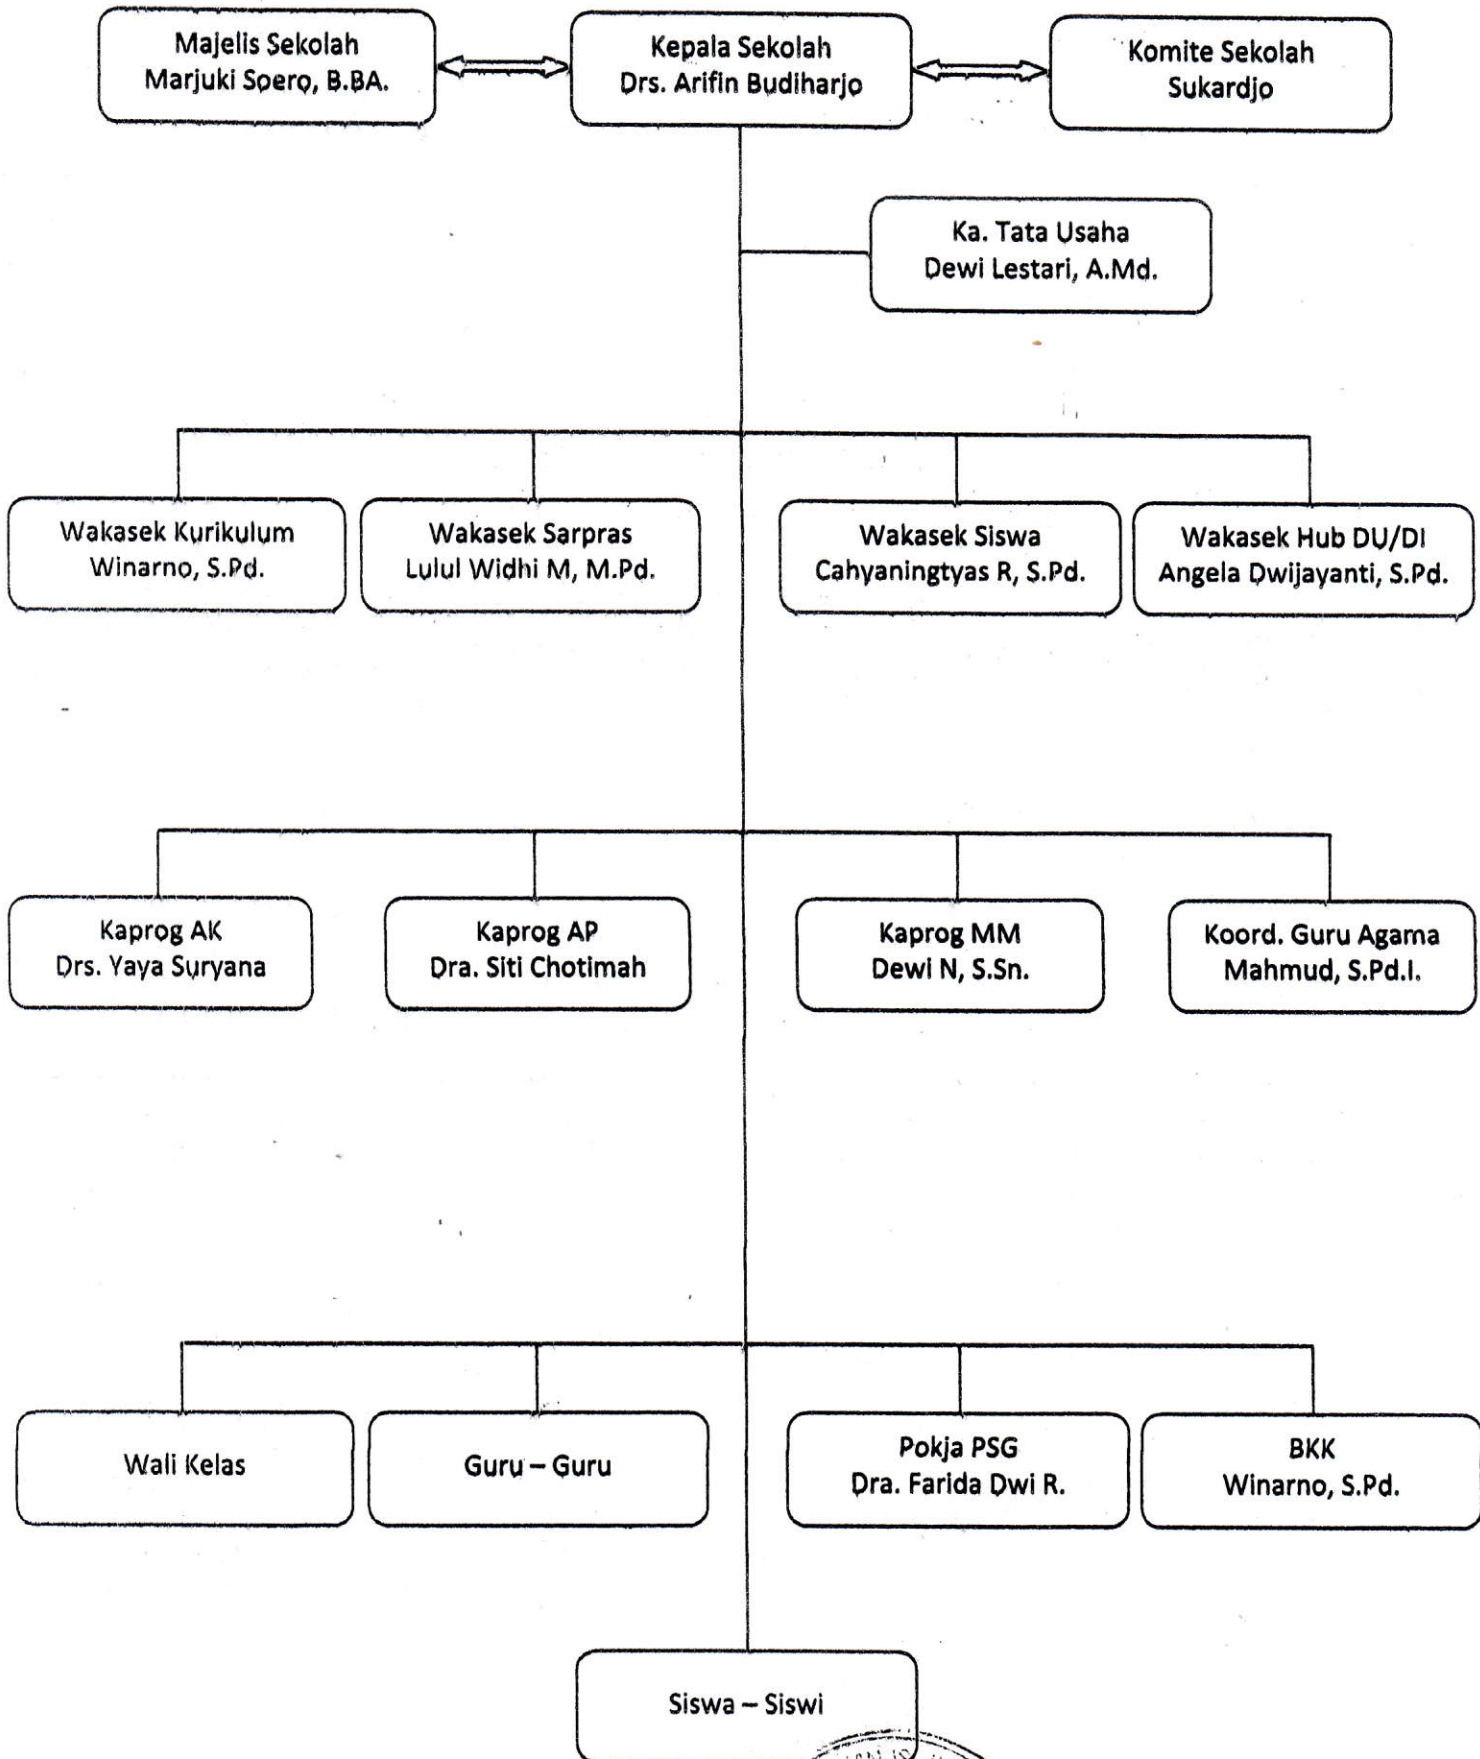 Majelis Sekolah
Marjuki Soero, B.BA.
Kepala Sekolah
Drs. Arifin Budiharjo
Komite Sekolah
Sukardjo
Ka. Tata Usaha
Dewi Lestari, A.Md.
Wakasek Kurikulum
Winarno, S.Pd.
Wakasek Sarpras
Lulul Widhi M, M.Pd.
Wakasek Siswa
Cahyaningtyas R, S.Pd.
Wakasek Hub DU/DI
Angela Dwijayanti, S.Pd.
Kaprog AK
Drs. Yaya Suryana
Kaprog AP
Dra. Siti Chotimah
Kaprog MM
Dewi N, S.Sn.
Koord. Guru Agama
Mahmud, S.Pd.I.
Wali Kelas
Guru – Guru
Pokja PSG
Dra. Farida Dwi R.
BKK
Winarno, S.Pd.
Siswa – Siswi